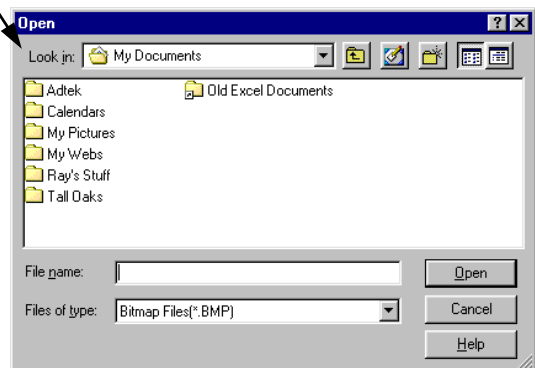 Open
Look in: My Documents
Adtek Old Excel Documents
Calendars
My Pictures
My Webs
Ray's Stuff
Tall Oaks
File name: Open
Files of type: Bitmap Files(*.BMP) Cancel
Help